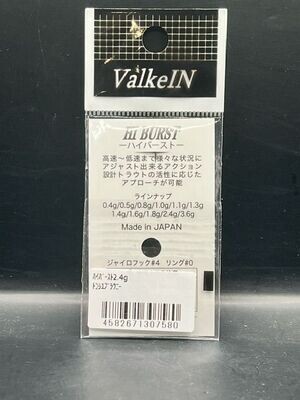 ValkeIN
HI BURST
ーハイバーストー
高速～低速まで様々な状況に
アジャスト出来るアクション
設計トラウトの活性に応じた
アプローチが可能
ラインナップ
0.4g/0.5g/0.8g/1.0g/1.1g/1.3g
1.4g/1.6g/1.8g/2.4g/3.6g
Made in JAPAN
ジャイロフック#4 リング#0
ﾊｲﾊﾞｰｽﾄ2.4g
4582671307580